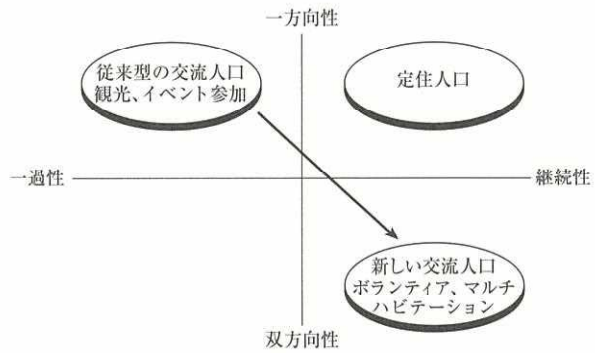 一方向性
従来型の交流人口
観光、イベント参加
定住人口
一過性
継続性
新しい交流人口
ボランティア、マルチ
ハビテーション
双方向性